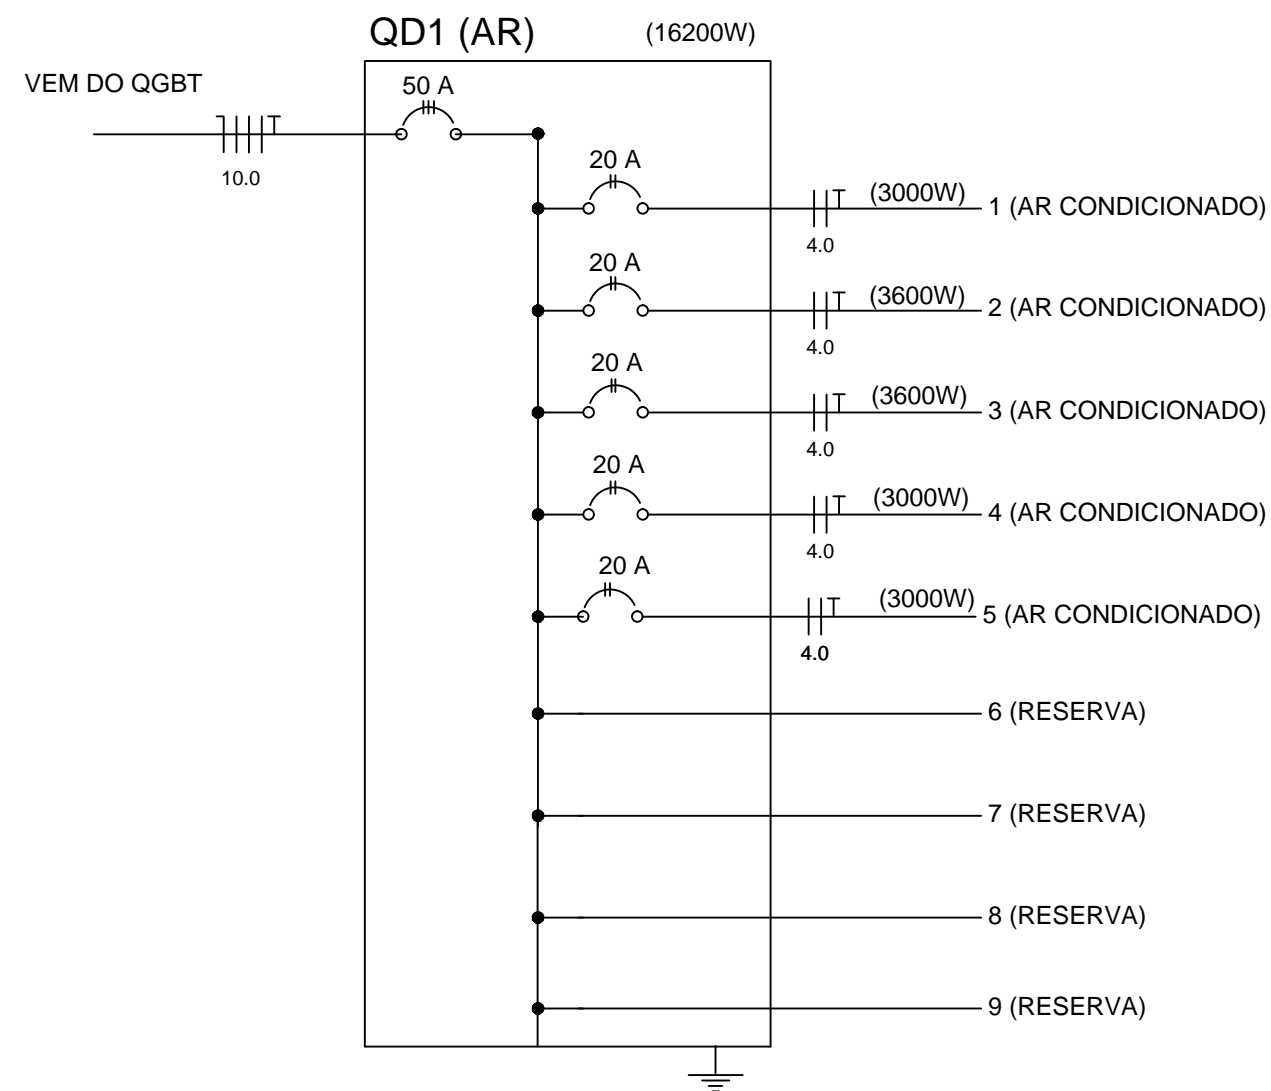 QD1 (AR) (16200W)
VEM DO QGBT
50 A
10.0
20 A
(3000W)
1 (AR CONDICIONADO)
4.0
20 A
(3600W)
2 (AR CONDICIONADO)
4.0
20 A
(3600W)
3 (AR CONDICIONADO)
4.0
20 A
(3000W)
4 (AR CONDICIONADO)
4.0
20 A
(3000W)
5 (AR CONDICIONADO)
4.0
6 (RESERVA)
7 (RESERVA)
8 (RESERVA)
9 (RESERVA)